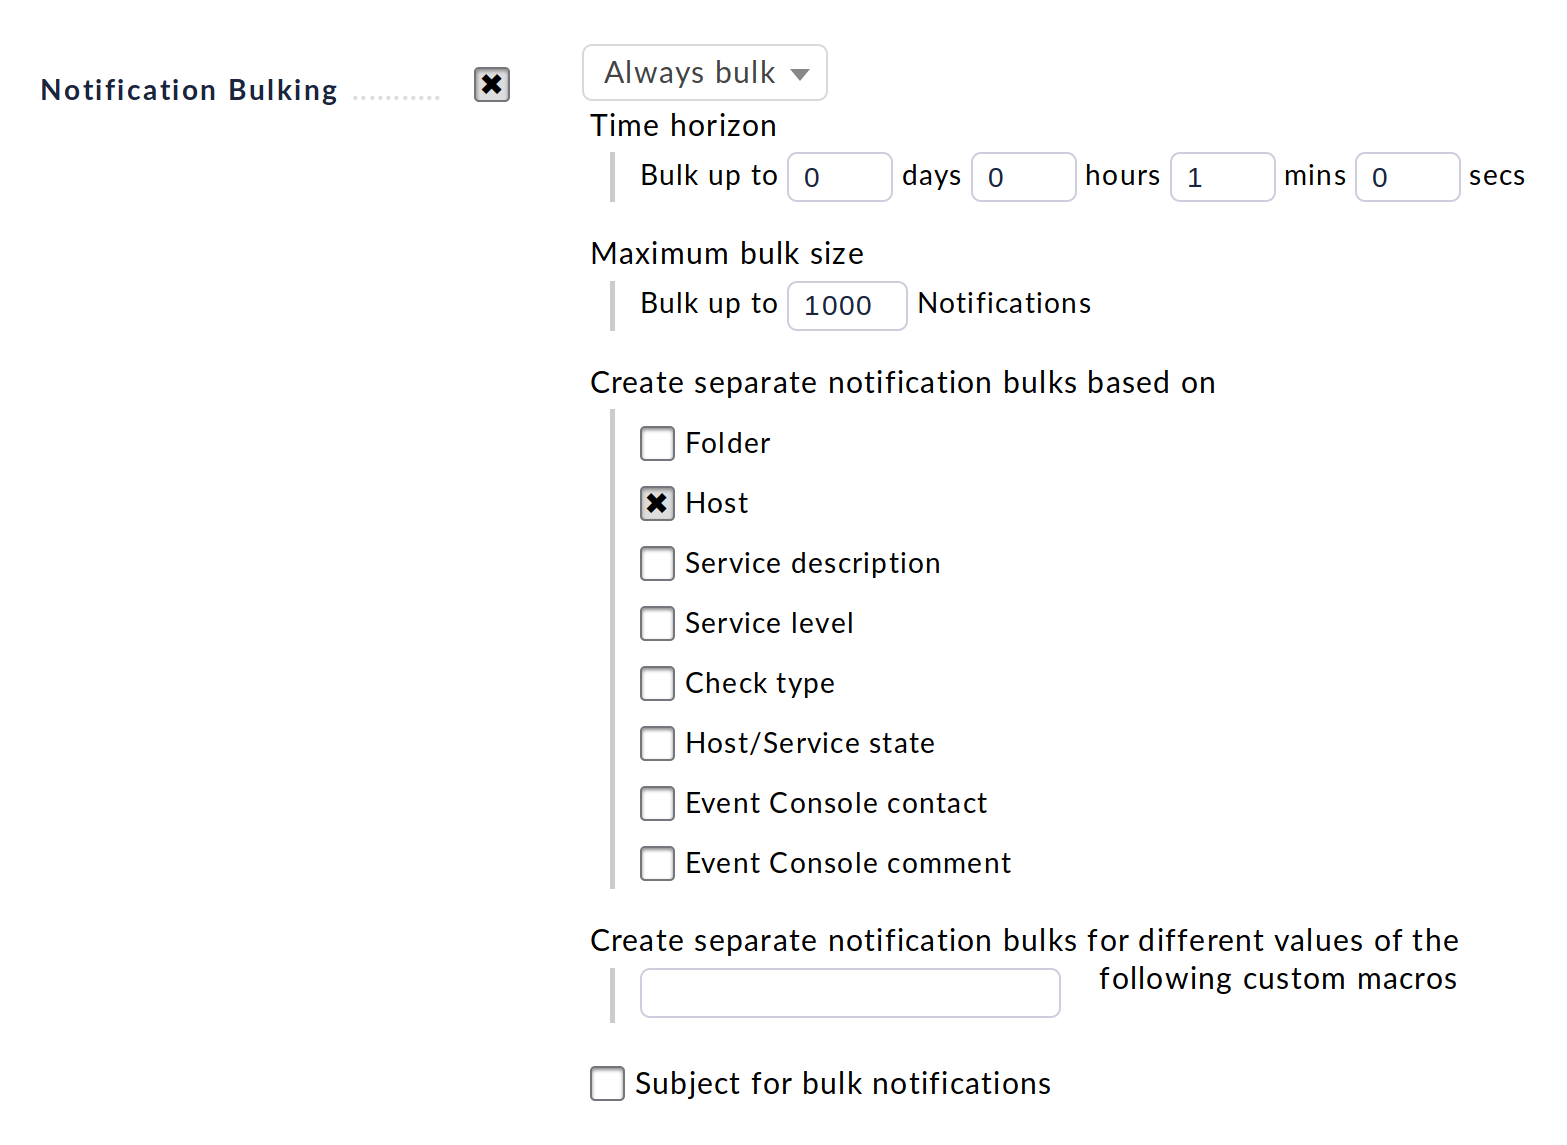 Notification Bulking ...........
Always bulk
Time horizon
Bulk up to 0 days 0 hours 1 mins 0 secs
Maximum bulk size
Bulk up to 1000 Notifications
Create separate notification bulks based on
Folder
Host
Service description
Service level
Check type
Host/Service state
Event Console contact
Event Console comment
Create separate notification bulks for different values of the
following custom macros
Subject for bulk notifications